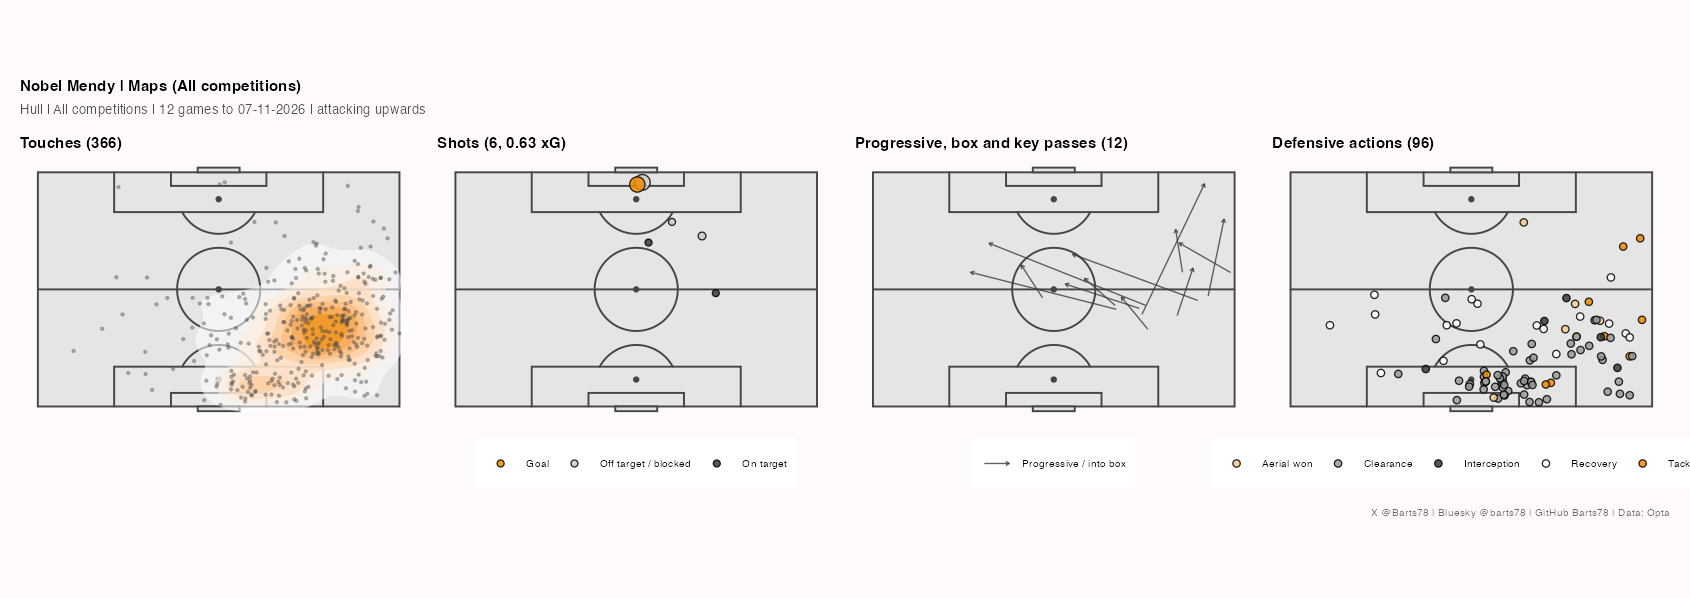 Nobel Mendy | Maps (All competitions)
Hull | All competitions | 12 games to 07-11-2026 | attacking upwards
Touches (366)
Shots (6, 0.63 xG)
Progressive, box and key passes (12)
Defensive actions (96)
Goal
Off target / blocked
On target
Progressive / into box
Aerial won
Clearance
Interception
Recovery
Tack
X @Barts78 | Bluesky @barts78 | GitHub Barts78 | Data: Opta